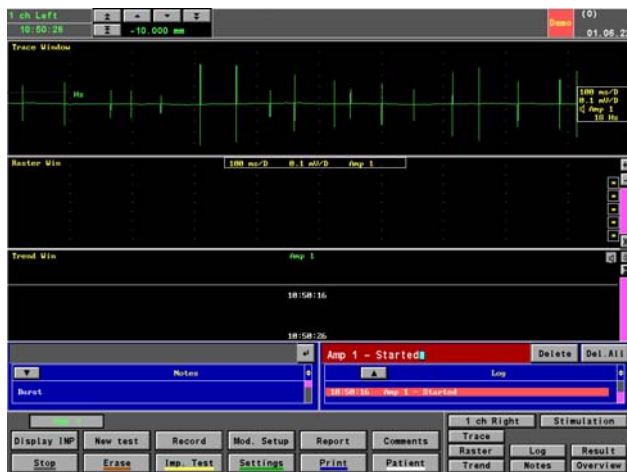 1 ch Left
10:50:26
-10.000 mm
Demo
(0)
01.06.2
Trace Window
Hz
100 ms/D
0.1 mV/D
Amp 1
10 Hz
Raster Win
100 ms/D 0.1 mV/D Amp 1
Trend Win
Amp 1
10:50:16
10:50:26
Amp 1 - Started
Delete
Del.All
Notes
Log
Burst
10:50:16 Amp 1 - Started
1 ch Right
Stimulation
Display INP
New test
Record
Mod. Setup
Report
Comments
Trace
Raster
Log
Result
Stop
Erase
Imp. Test
Settings
Print
Patient
Trend
Notes
Overview